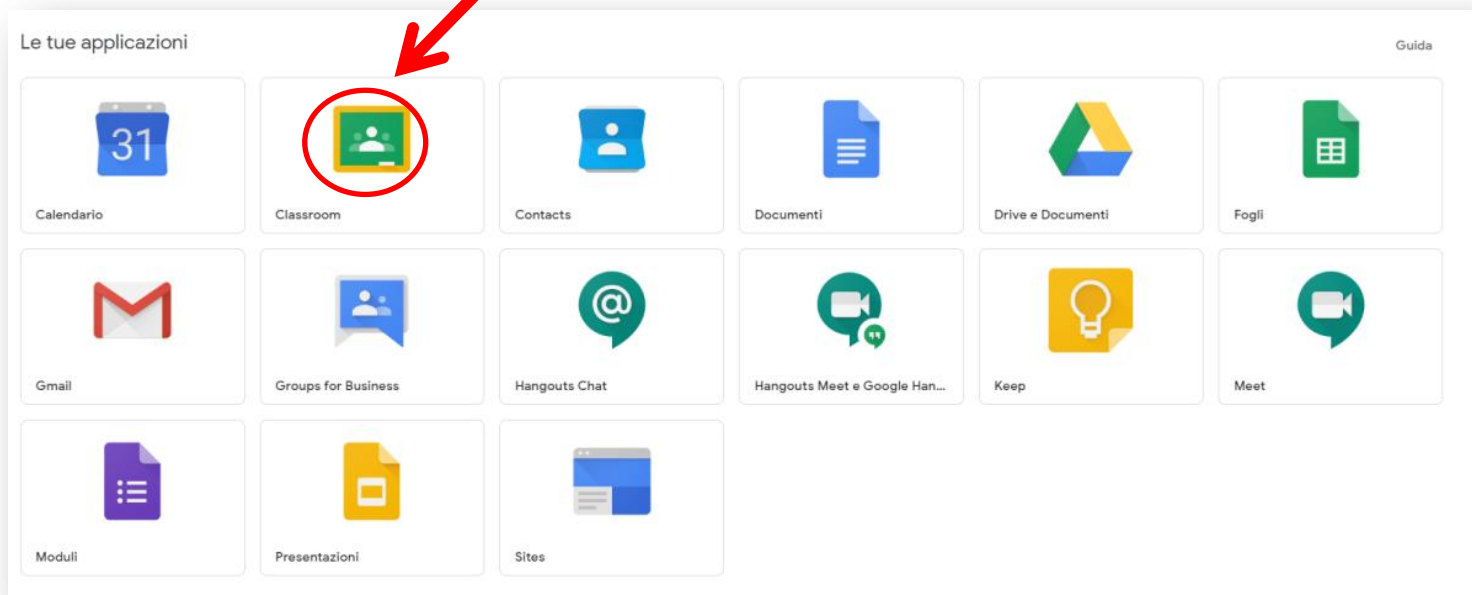 Le tue applicazioni
Guida
31
Calendario
Classroom
Contacts
Documenti
Drive e Documenti
Fogli
@
Gmail
Groups for Business
Hangouts Chat
Hangouts Meet e Google Han...
Keep
Meet
Moduli
Presentazioni
Sites